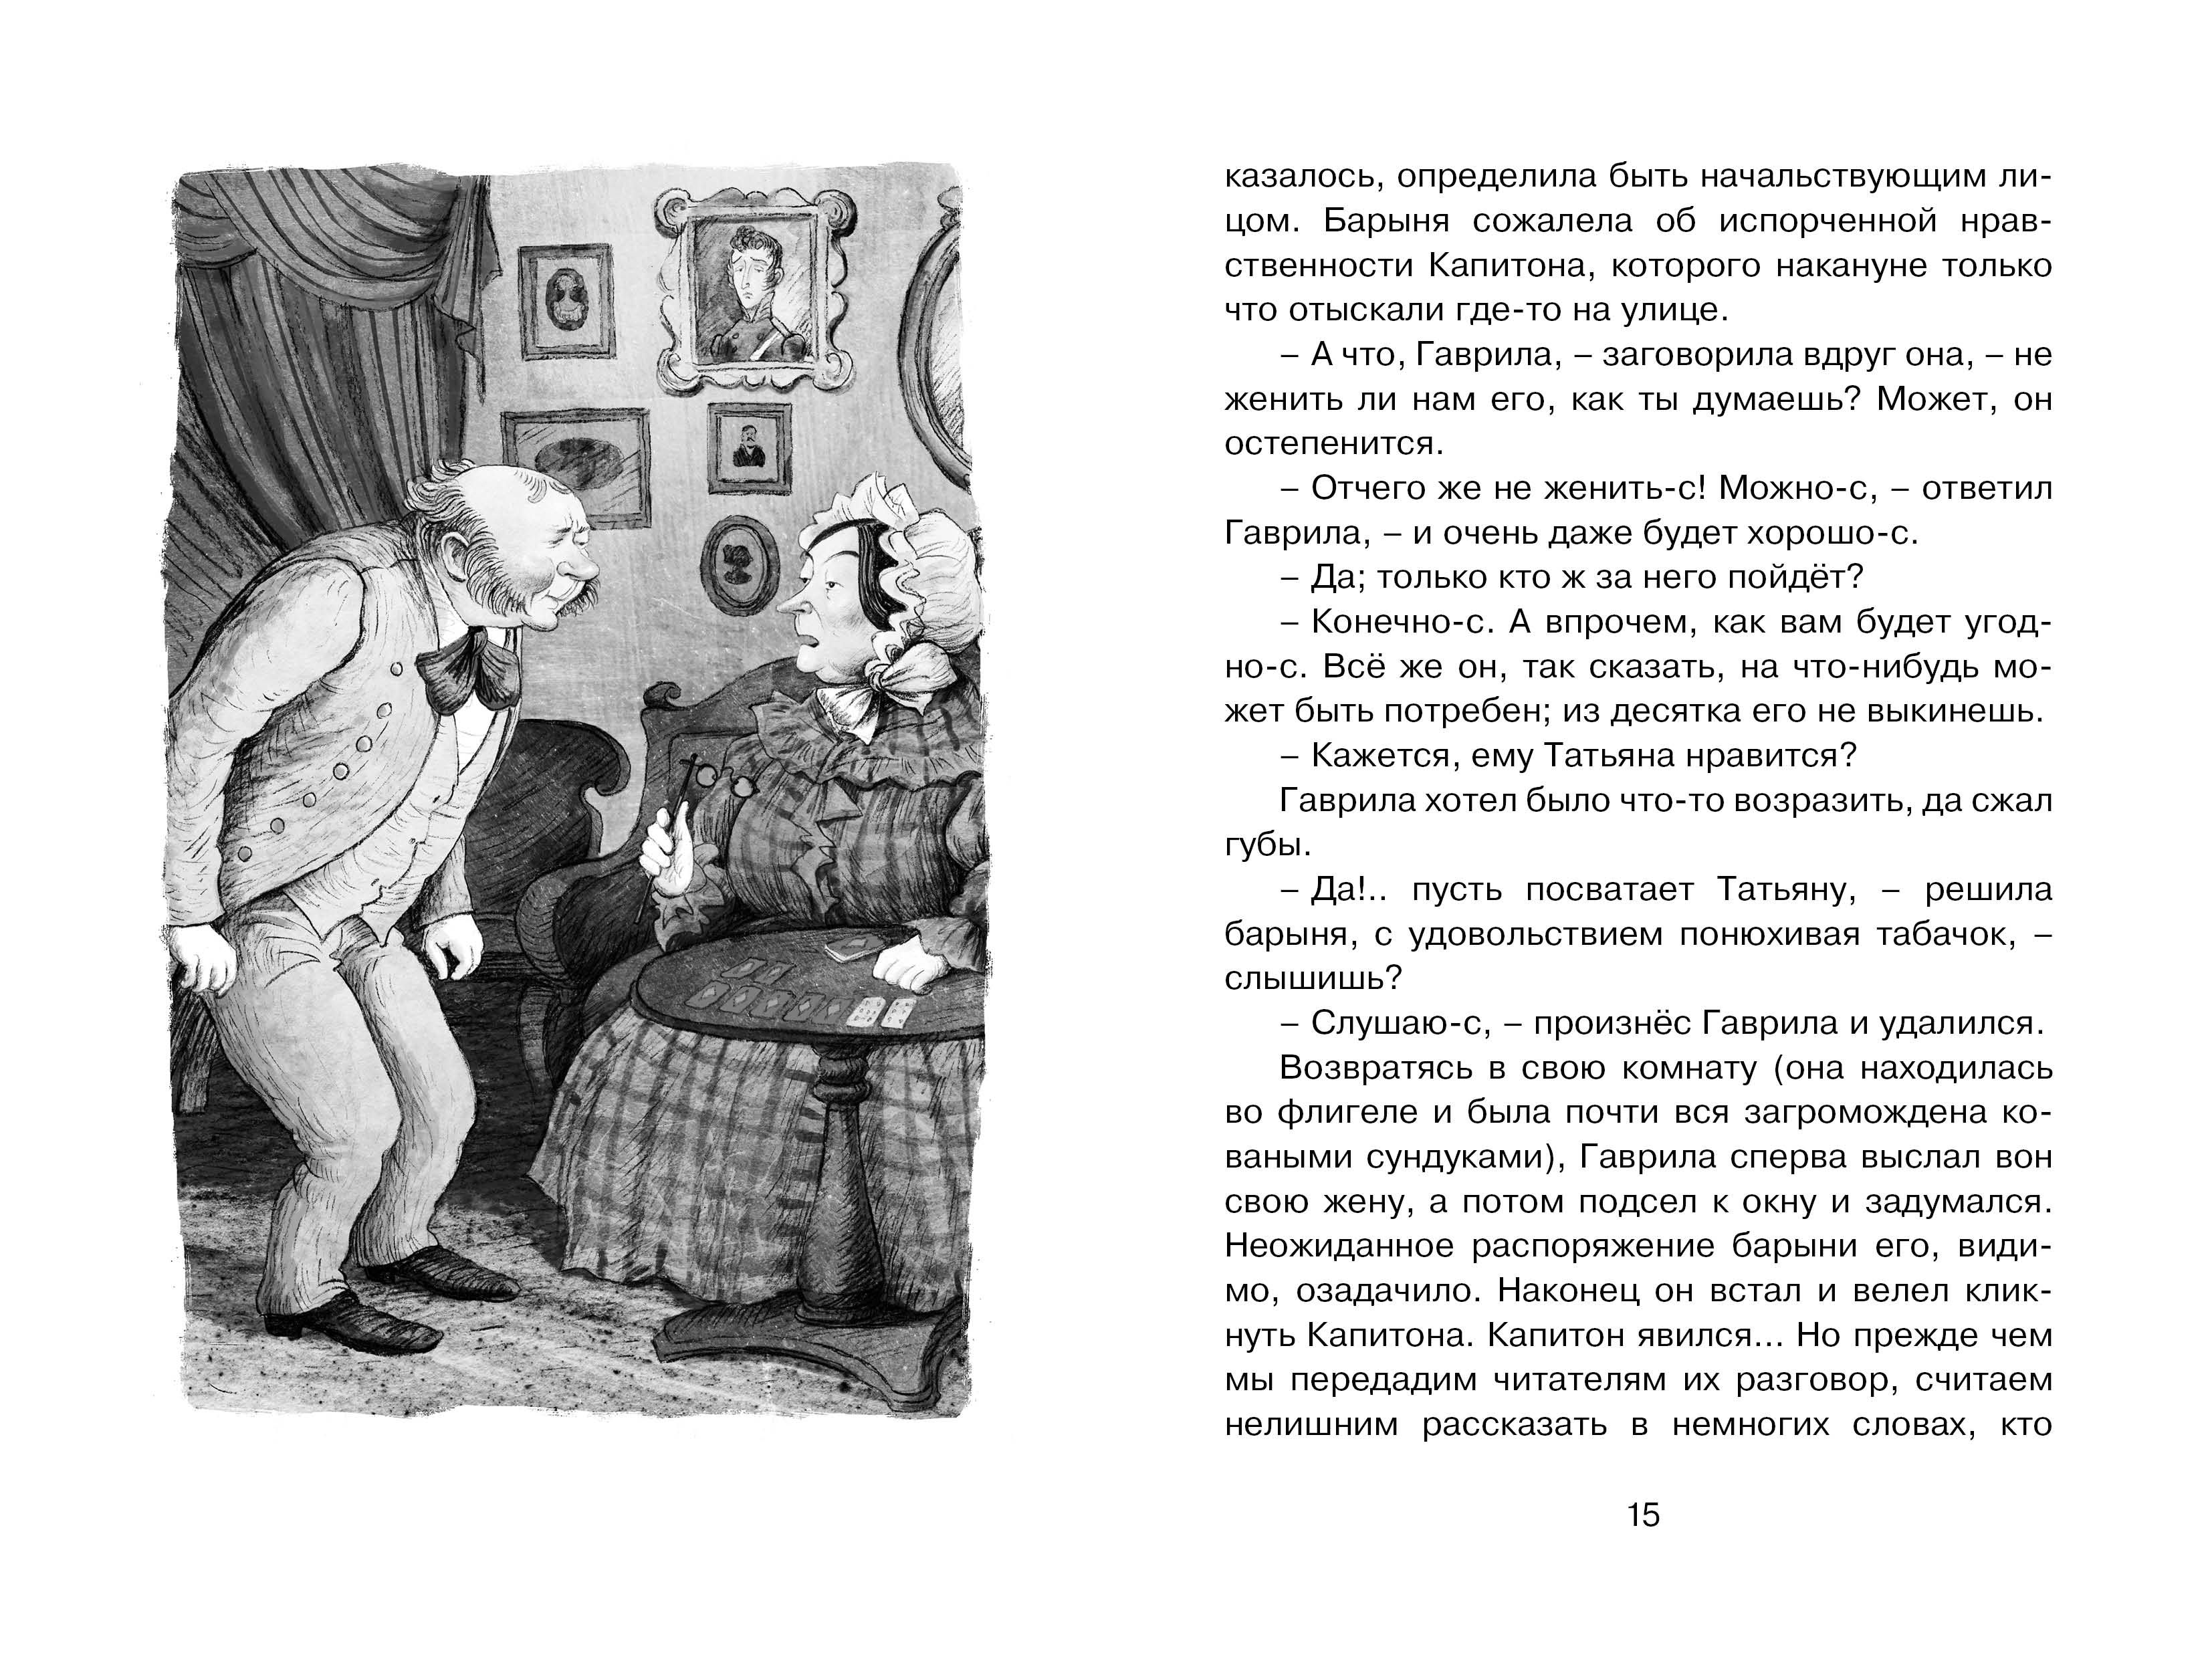 казалось, определила быть начальствующим ли-
цом. Барыня сожалела об испорченной нрав-
ственности Капитона, которого накануне только
что отыскали где-то на улице.
– А что, Гаврила, – заговорила вдруг она, – не
женить ли нам его, как ты думаешь? Может, он
остепенится.
– Отчего же не женить-с! Можно-с, – ответил
Гаврила, – и очень даже будет хорошо-с.
– Да; только кто ж за него пойдёт?
– Конечно-с. А впрочем, как вам будет угод-
но-с. Всё же он, так сказать, на что-нибудь мо-
жет быть потребен; из десятка его не выкинешь.
– Кажется, ему Татьяна нравится?
Гаврила хотел было что-то возразить, да сжал
губы.
– Да!.. пусть посватает Татьяну, – решила
барыня, с удовольствием понюхивая табачок, –
слышишь?
– Слушаю-с, – произнёс Гаврила и удалился.
Возвратясь в свою комнату (она находилась
во флигеле и была почти вся загромождена ко-
ваными сундуками), Гаврила сперва выслал вон
свою жену, а потом подсел к окну и задумался.
Неожиданное распоряжение барыни его, види-
мо, озадачило. Наконец он встал и велел клик-
нуть Капитона. Капитон явился... Но прежде чем
мы передадим читателям их разговор, считаем
нелишним рассказать в немногих словах, кто
15